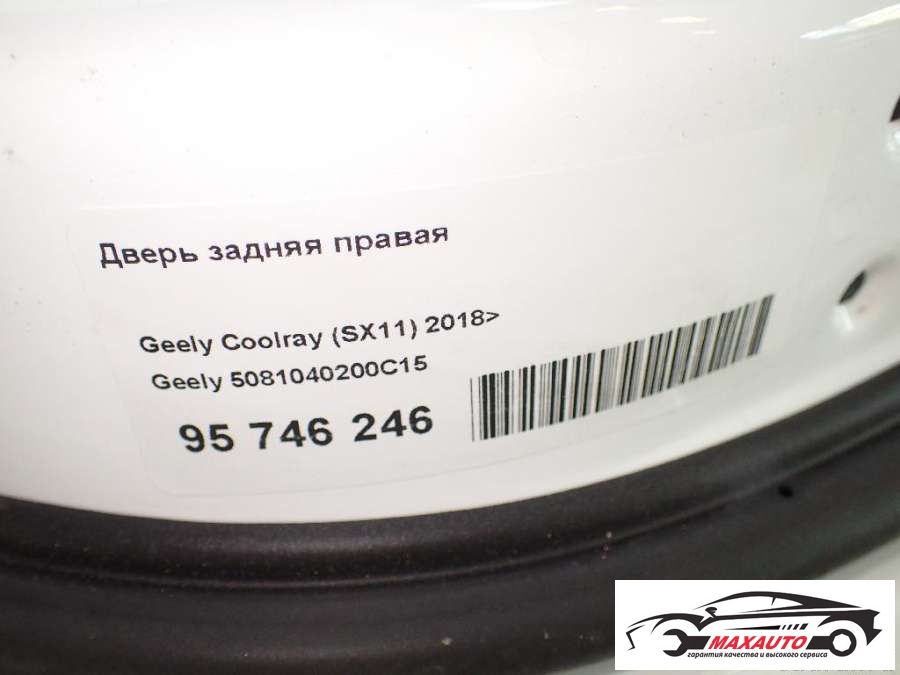 Дверь задняя правая
Geely Coolray (SX11) 2018>
Geely 5081040200C15
95 746 246
MAXAUTO
гарантия качества и высокого сервиса